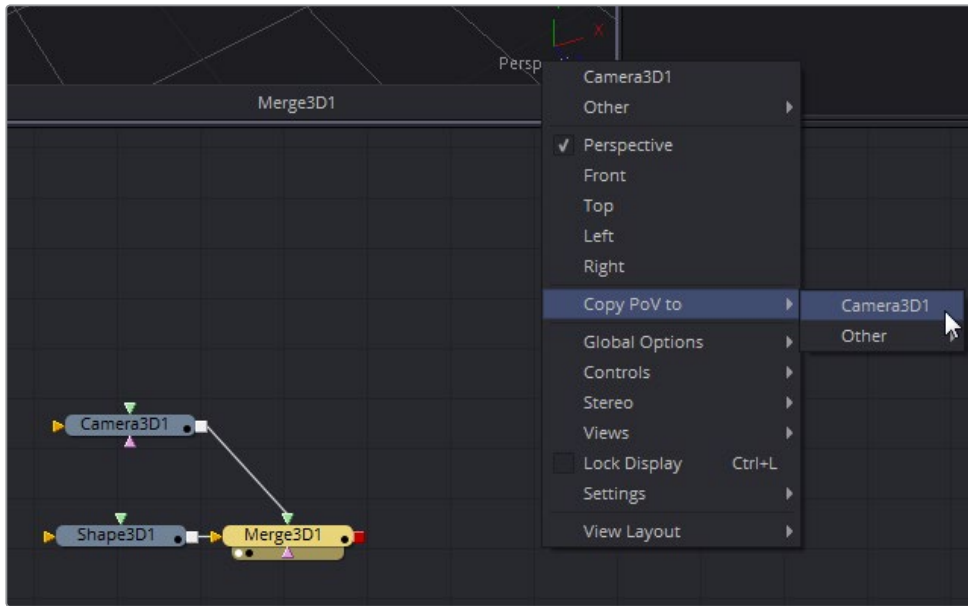 X
Persp
Merge3D1
Camera3D1
Other
Perspective
Front
Top
Left
Right
Copy PoV to
Camera3D1
Other
Global Options
Controls
Stereo
Views
Lock Display Ctrl+L
Settings
View Layout
Camera3D1
Shape3D1
Merge3D1